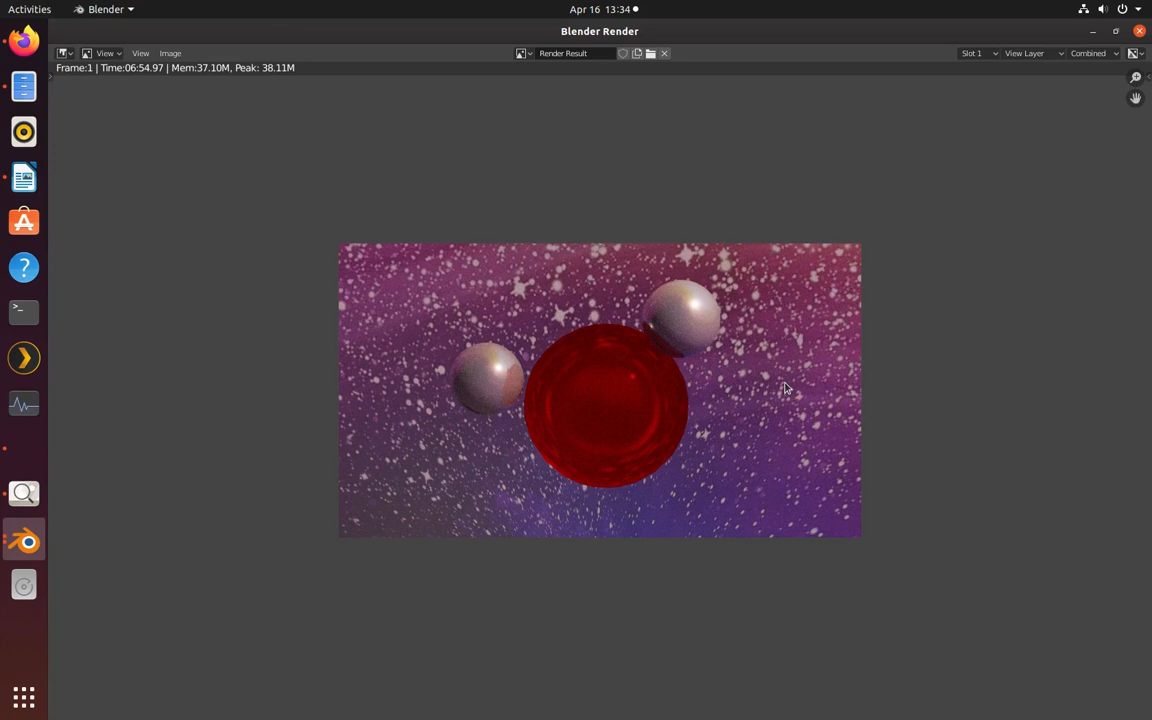 Activities Blender Apr 16 13:34
Blender Render
View View Image Render Result Slot 1 View Layer Combined
Frame:1 | Time:06:54.97 | Mem:37.10M, Peak: 38.11M